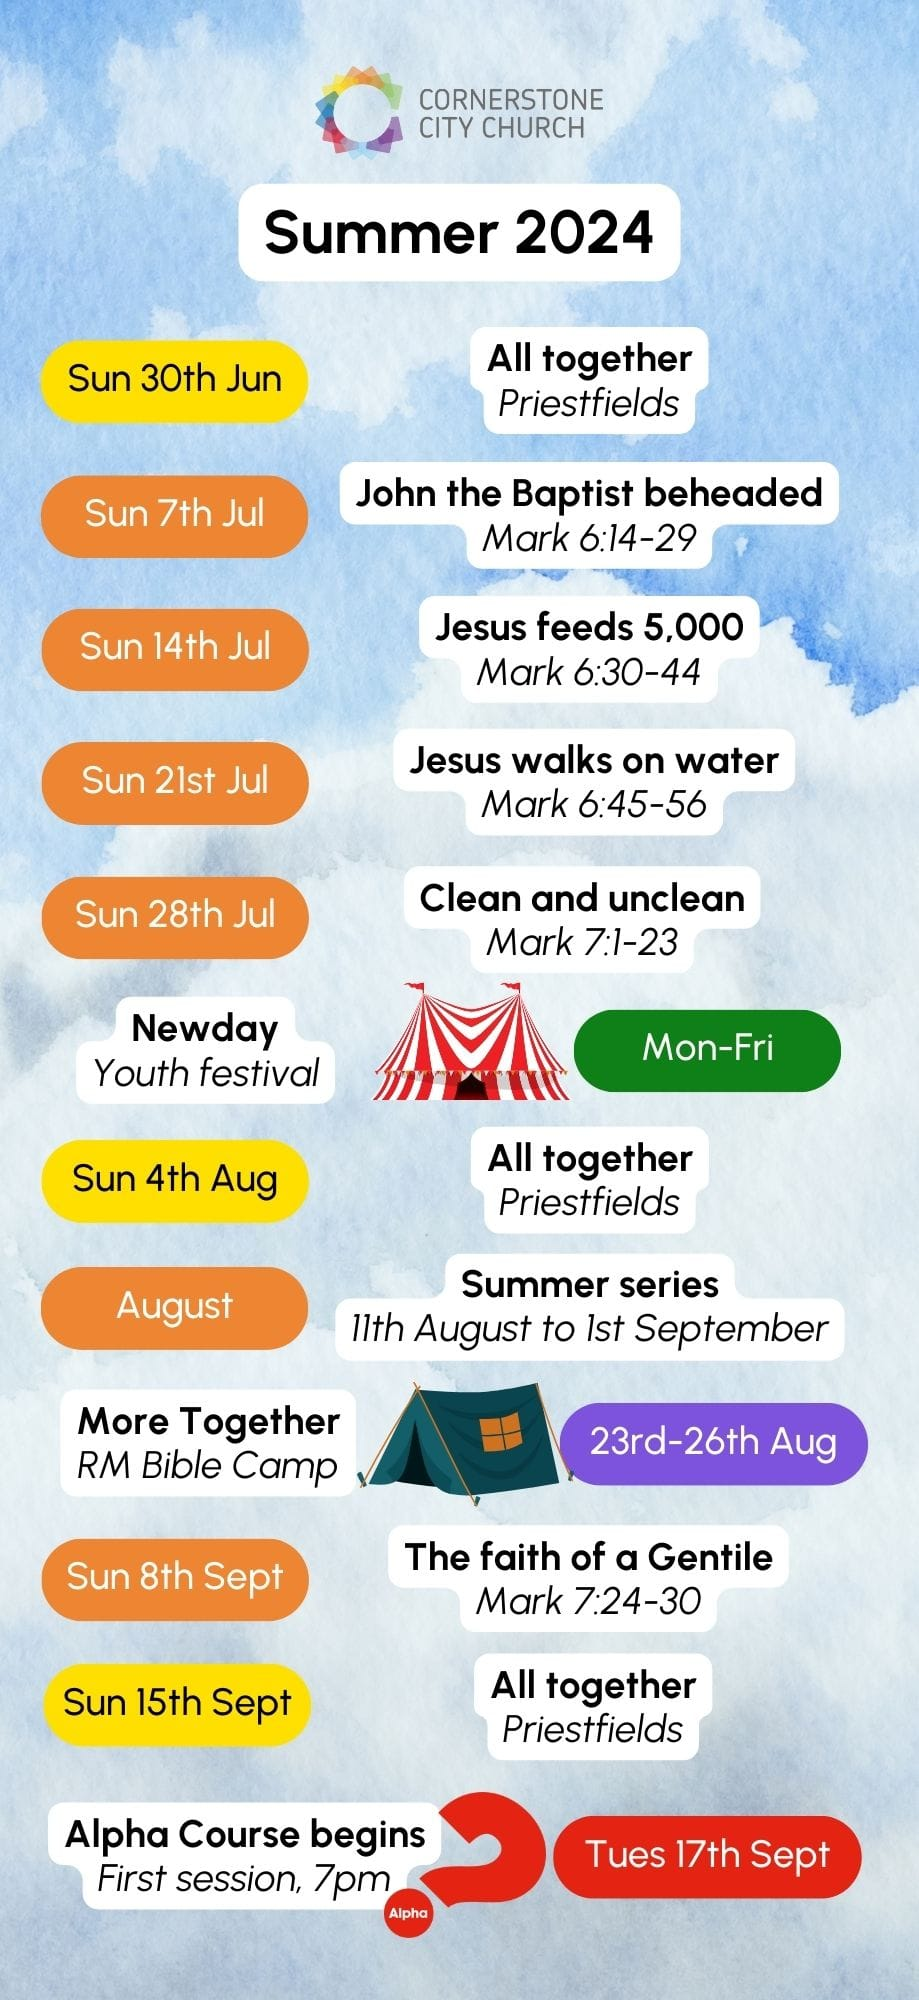 CORNERSTONE
CITY CHURCH
Summer 2024
Sun 30th Jun
All together
Priestfields
Sun 7th Jul
John the Baptist beheaded
Mark 6:14-29
Sun 14th Jul
Jesus feeds 5,000
Mark 6:30-44
Sun 21st Jul
Jesus walks on water
Mark 6:45-56
Sun 28th Jul
Clean and unclean
Mark 7:1-23
Newday
Youth festival
Mon-Fri
Sun 4th Aug
All together
Priestfields
August
Summer series
11th August to 1st September
More Together
RM Bible Camp
23rd-26th Aug
Sun 8th Sept
The faith of a Gentile
Mark 7:24-30
Sun 15th Sept
All together
Priestfields
Alpha Course begins
First session, 7pm
Alpha
Tues 17th Sept